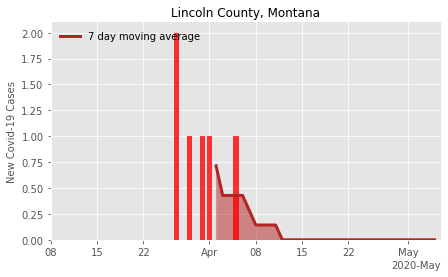 Lincoln County, Montana
7 day moving average
New Covid-19 Cases
2.00
1.75
1.50
1.25
1.00
0.75
0.50
0.25
0.00
08 15 22 Apr 08 15 22 May
2020-May